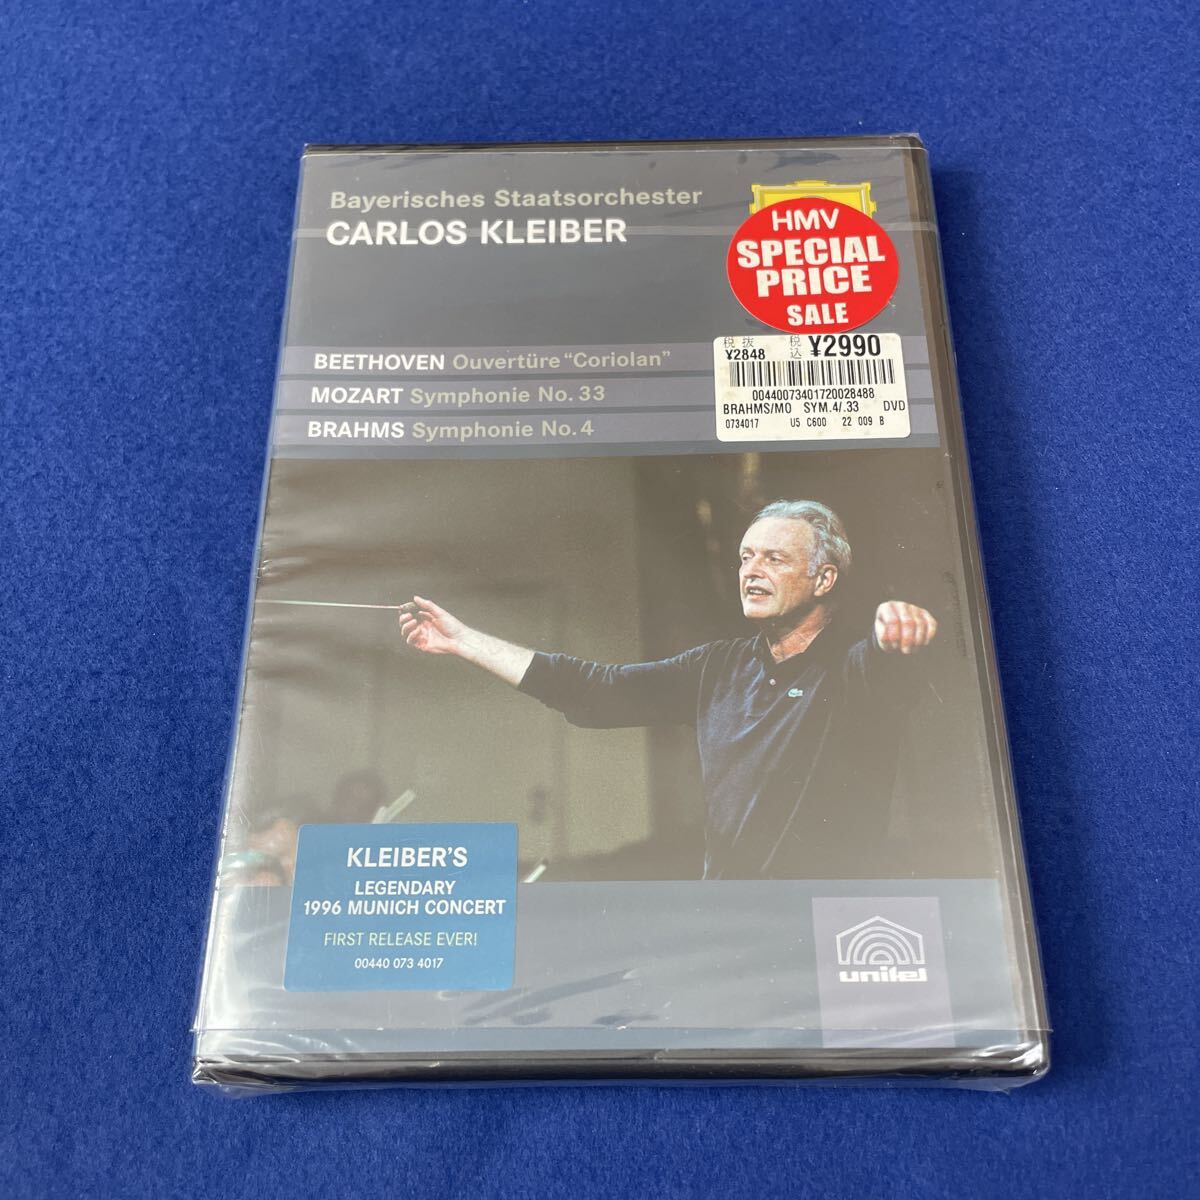 Bayerisches Staatsorchester
CARLOS KLEIBER
HMV
SPECIAL
PRICE
SALE
税抜 税込
¥2848 ¥2990
00440073401720028488
BRAHMS/MO SYM.4/.33 DVD
0734017 U5 C600 22 009 B
BEETHOVEN Ouvertüre “Coriolan”
MOZART Symphonie No. 33
BRAHMS Symphonie No. 4
KLEIBER'S
LEGENDARY
1996 MUNICH CONCERT
FIRST RELEASE EVER!
00440 073 4017
unitel